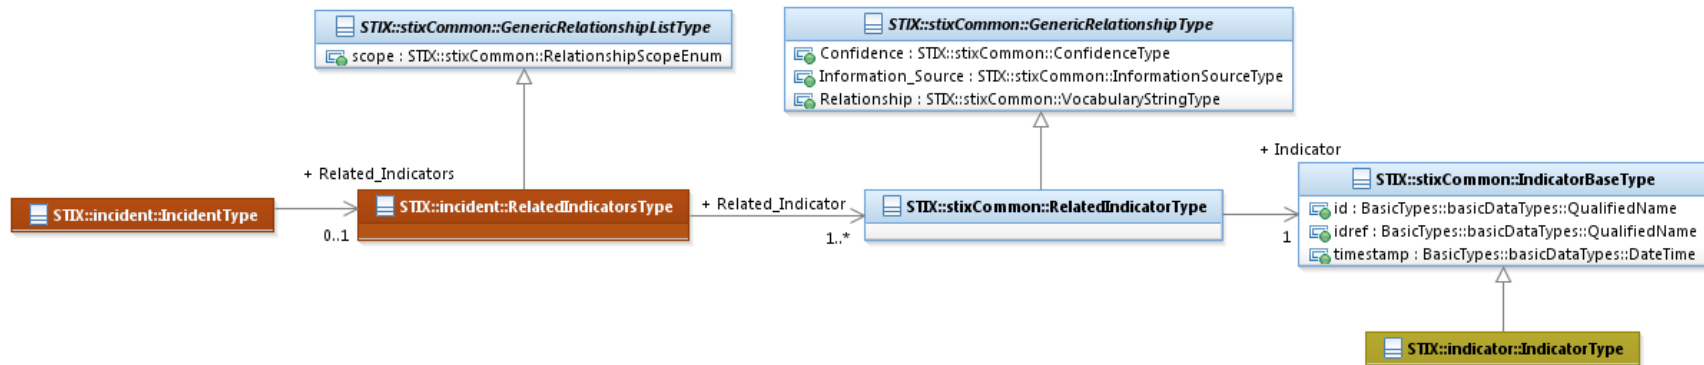 STIX::stixCommon::GenericRelationshipListType
scope : STIX::stixCommon::RelationshipScopeEnum
STIX::stixCommon::GenericRelationshipType
Confidence : STIX::stixCommon::ConfidenceType
Information_Source : STIX::stixCommon::InformationSourceType
Relationship : STIX::stixCommon::VocabularyStringType
+ Related_Indicators
+ Related_Indicator
+ Indicator
STIX::incident::IncidentType
0..1
STIX::incident::RelatedIndicatorsType
1..*
STIX::stixCommon::RelatedIndicatorType
1
STIX::stixCommon::IndicatorBaseType
id : BasicTypes::basicDataTypes::QualifiedName
idref : BasicTypes::basicDataTypes::QualifiedName
timestamp : BasicTypes::basicDataTypes::DateTime
STIX::indicator::IndicatorType